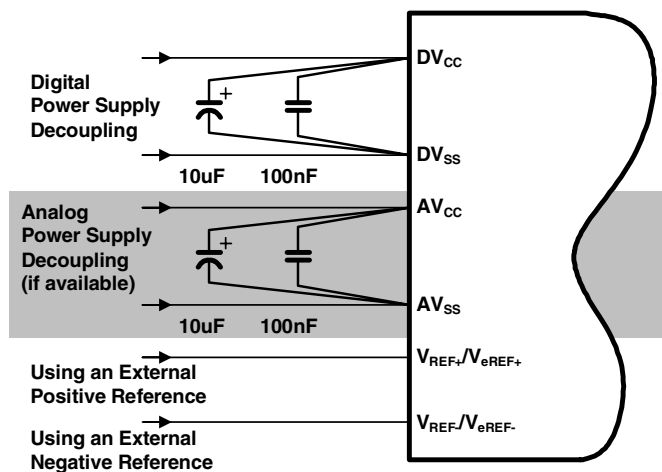 DVCC
Digital
Power Supply
Decoupling
+
DVSS
10uF 100nF
Analog
Power Supply
Decoupling
(if available)
AVCC
+
AVSS
10uF 100nF
VREF+/VeREF+
Using an External
Positive Reference
VREF-/VeREF-
Using an External
Negative Reference